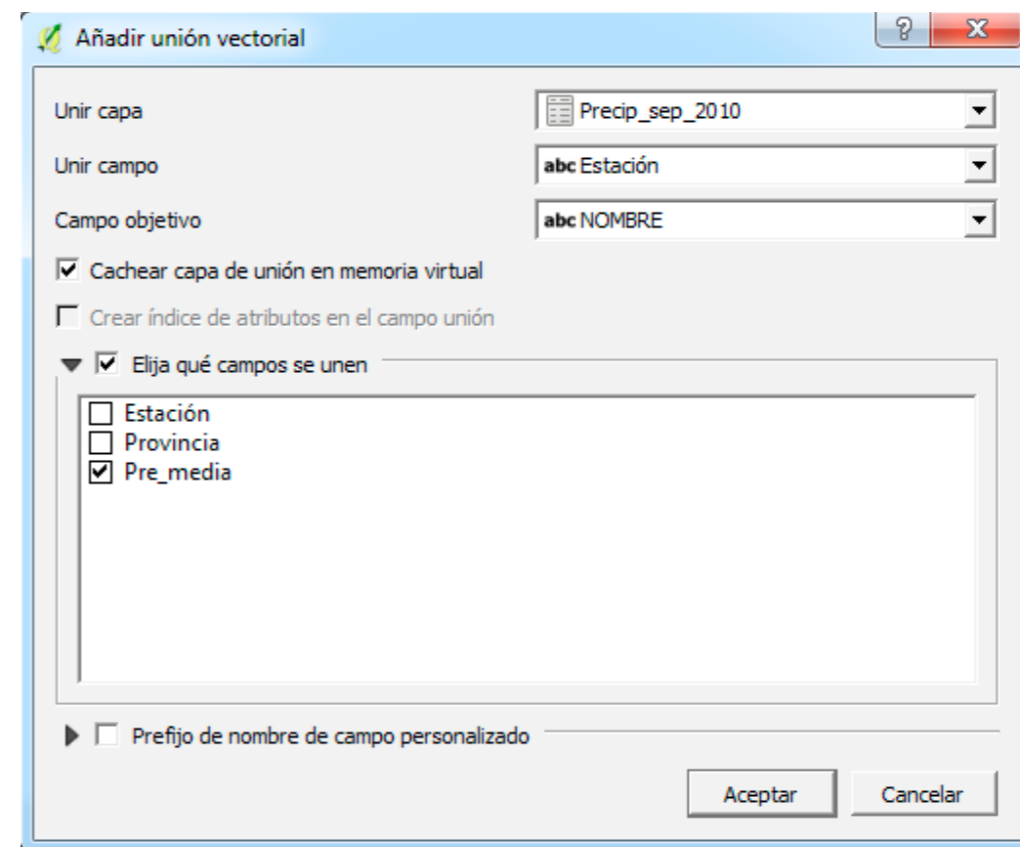 Añadir unión vectorial
?
Unir capa
Precip_sep_2010
Unir campo
abc Estación
Campo objetivo
abc NOMBRE
Cachear capa de unión en memoria virtual
Crear índice de atributos en el campo unión
Elija qué campos se unen
Estación
Provincia
Pre_media
Prefijo de nombre de campo personalizado
Aceptar
Cancelar